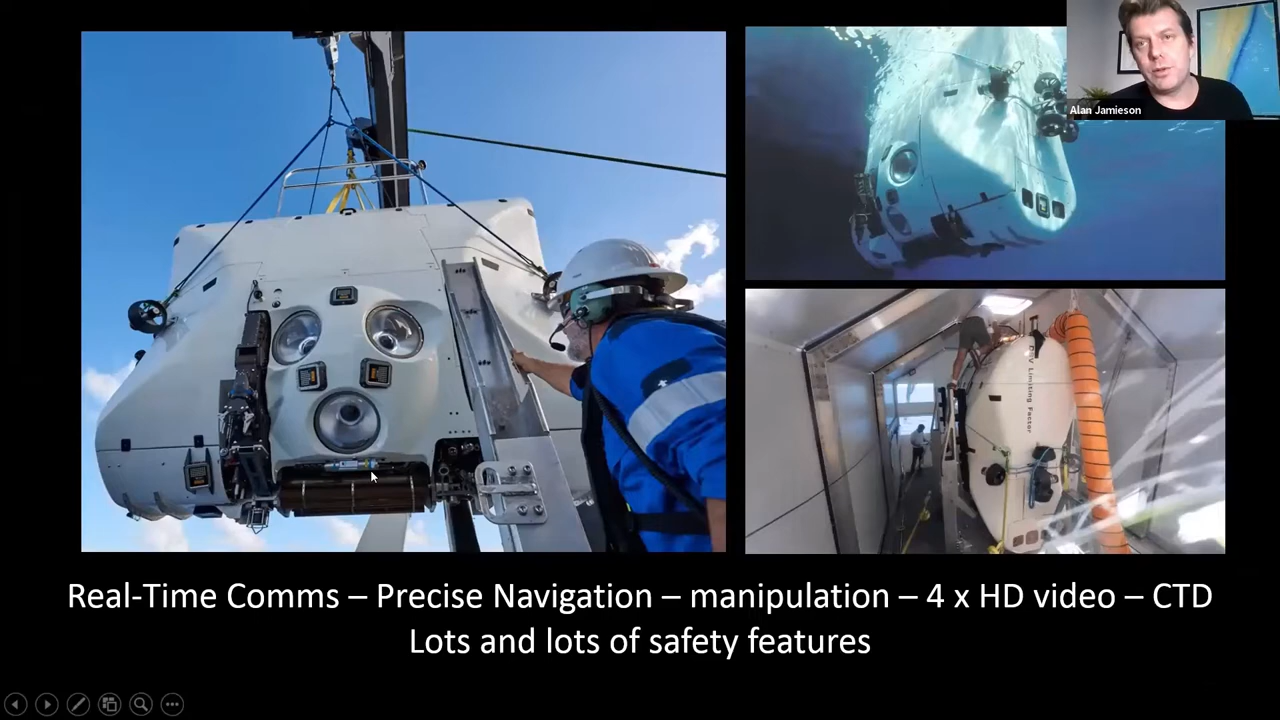 Alan Jamieson
DSV Limiting Factor
Real-Time Comms – Precise Navigation – manipulation – 4 x HD video – CTD
Lots and lots of safety features